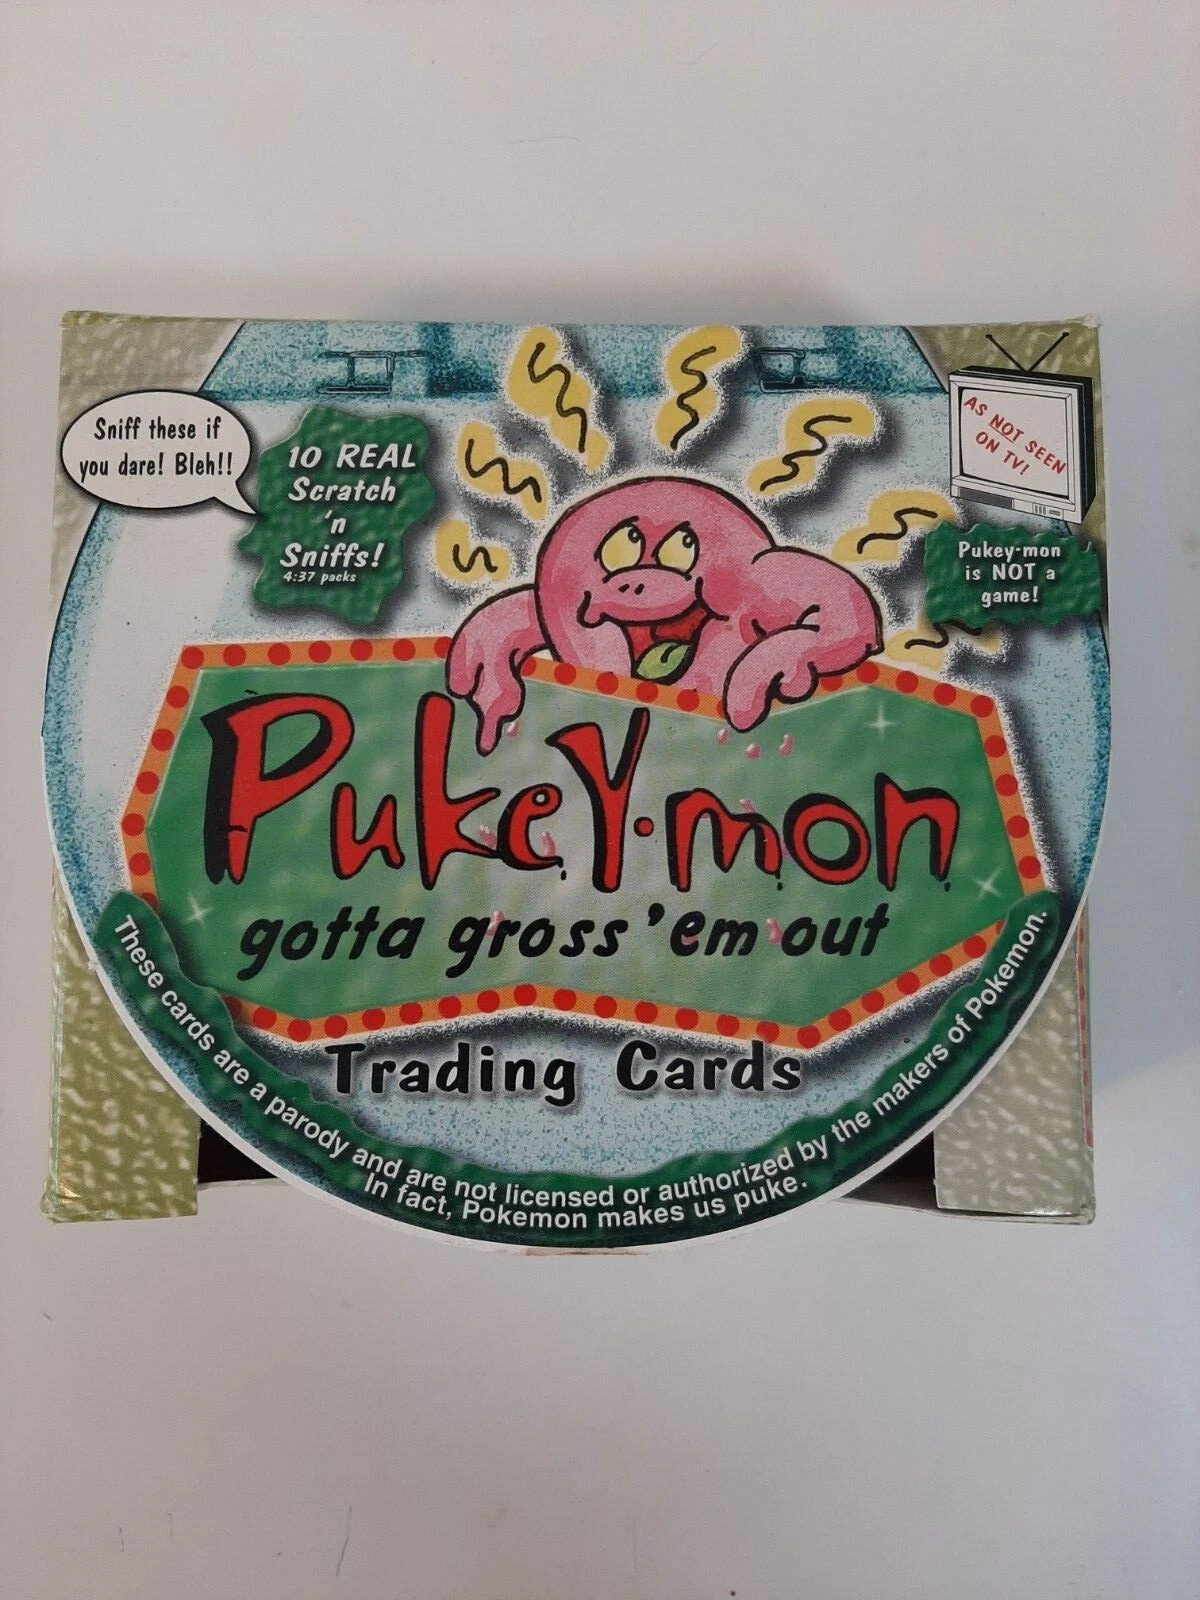 Sniff these if
you dare! Bleh!!
10 REAL
Scratch
'n
Sniffs!
4:37 packs
AS NOT SEEN
ON TV!
Pukey-mon
is NOT a
game!
PukeY·mon
gotta gross 'em out
Trading Cards
These cards are a parody and are not licensed or authorized by the makers of Pokemon.
In fact, Pokemon makes us puke.